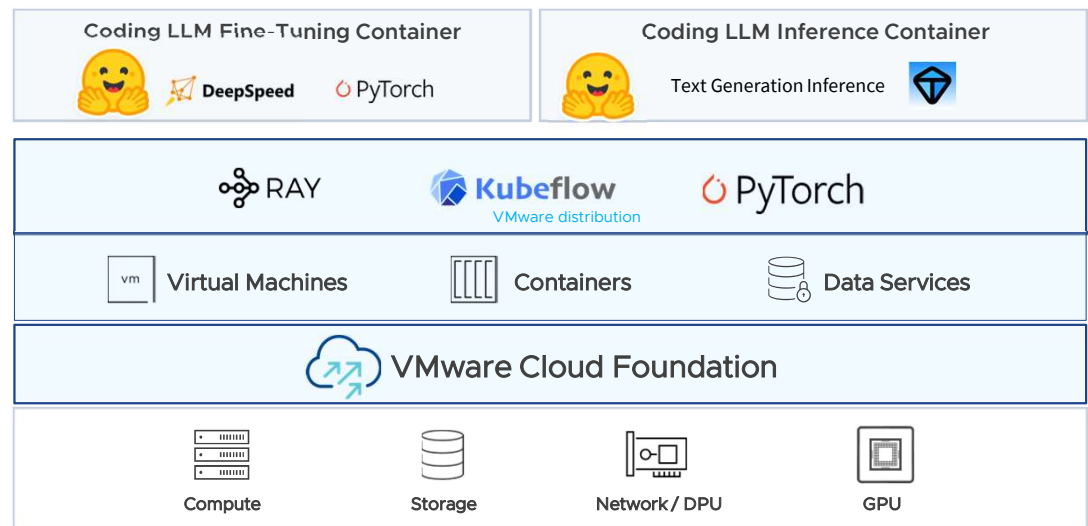 Coding LLM Fine-Tuning Container
DeepSpeed
PyTorch
Coding LLM Inference Container
Text Generation Inference
RAY
Kubeflow
VMware distribution
PyTorch
vm
Virtual Machines
Containers
Data Services
VMware Cloud Foundation
Compute
Storage
Network / DPU
GPU